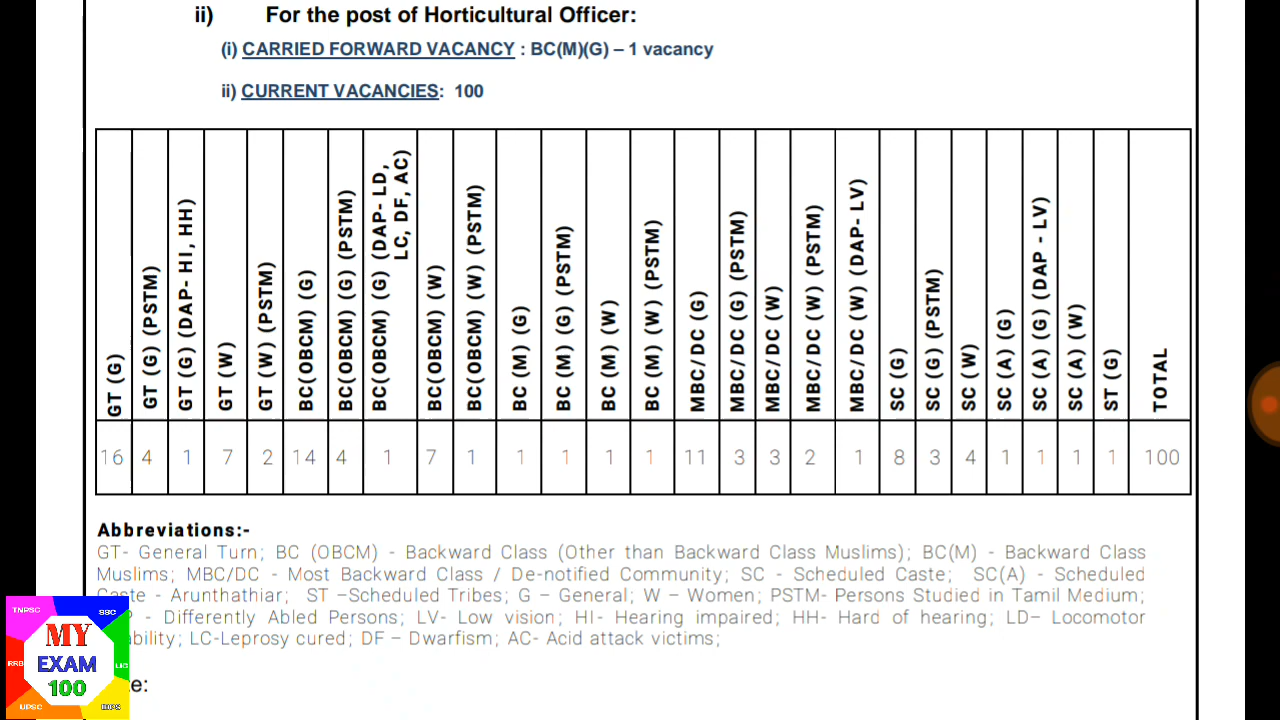 ii) For the post of Horticultural Officer:
(i) CARRIED FORWARD VACANCY : BC(M)(G) – 1 vacancy
ii) CURRENT VACANCIES: 100
GT (G)
GT (G) (PSTM)
GT (G) (DAP- HI, HH)
GT (W)
GT (W) (PSTM)
BC(OBCM) (G)
BC(OBCM) (G) (PSTM)
BC(OBCM) (G) (DAP- LD,
LC, DF, AC)
BC(OBCM) (W)
BC(OBCM) (W) (PSTM)
BC (M) (G)
BC (M) (G) (PSTM)
BC (M) (W)
BC (M) (W) (PSTM)
MBC/DC (G)
MBC/DC (G) (PSTM)
MBC/DC (W)
MBC/DC (W) (PSTM)
MBC/DC (W) (DAP- LV)
SC (G)
SC (G) (PSTM)
SC (W)
SC (A) (G)
SC (A) (G) (DAP - LV)
SC (A) (W)
ST (G)
TOTAL
16 4 1 7 2 14 4 1 7 1 1 1 1 1 11 3 3 2 1 8 3 4 1 1 1 1 100
Abbreviations:-
GT- General Turn; BC (OBCM) - Backward Class (Other than Backward Class Muslims); BC(M) - Backward Class
Muslims; MBC/DC - Most Backward Class / De-notified Community; SC - Scheduled Caste; SC(A) - Scheduled
Caste - Arunthathiar; ST –Scheduled Tribes; G – General; W – Women; PSTM- Persons Studied in Tamil Medium;
P - Differently Abled Persons; LV- Low vision; HI- Hearing impaired; HH- Hard of hearing; LD– Locomotor
bility; LC-Leprosy cured; DF – Dwarfism; AC- Acid attack victims;
e:
TNPSC
SSC
MY
RRB
EXAM
LIC
100
UPSC
IBPS